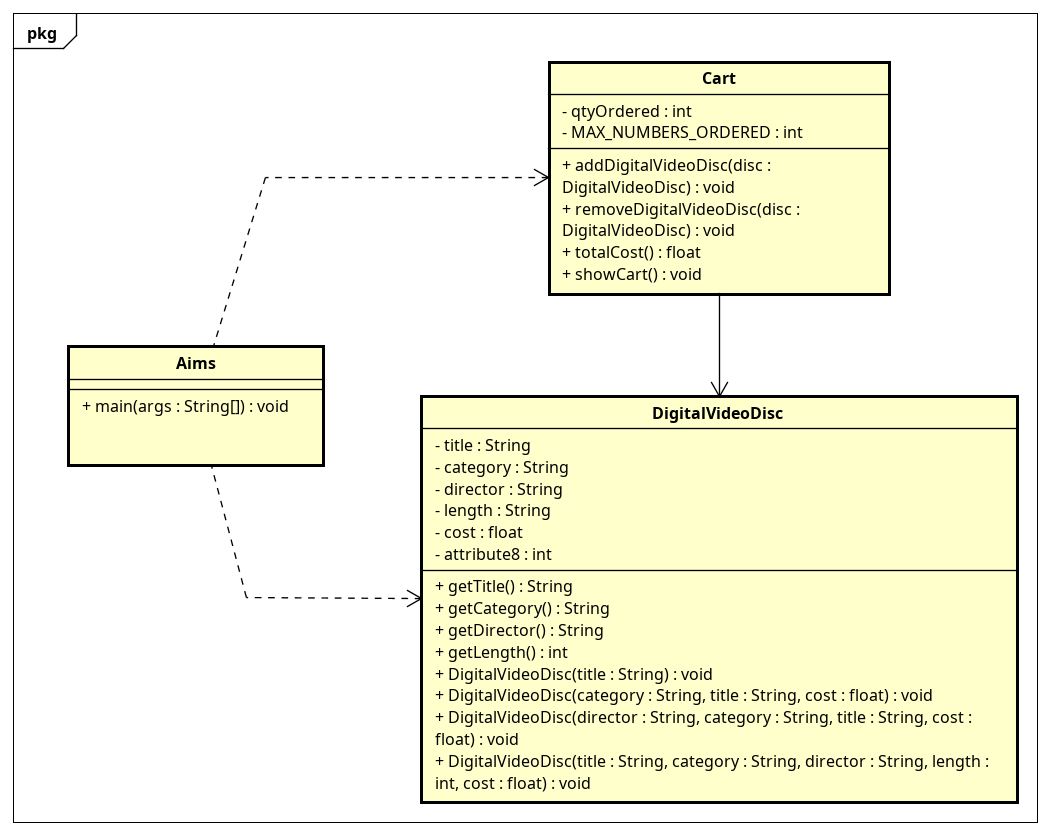 pkg
Cart
- qtyOrdered : int
- MAX_NUMBERS_ORDERED : int
+ addDigitalVideoDisc(disc :
DigitalVideoDisc) : void
+ removeDigitalVideoDisc(disc :
DigitalVideoDisc) : void
+ totalCost() : float
+ showCart() : void
Aims
+ main(args : String[]) : void
DigitalVideoDisc
- title : String
- category : String
- director : String
- length : String
- cost : float
- attribute8 : int
+ getTitle() : String
+ getCategory() : String
+ getDirector() : String
+ getLength() : int
+ DigitalVideoDisc(title : String) : void
+ DigitalVideoDisc(category : String, title : String, cost : float) : void
+ DigitalVideoDisc(director : String, category : String, title : String, cost :
float) : void
+ DigitalVideoDisc(title : String, category : String, director : String, length :
int, cost : float) : void